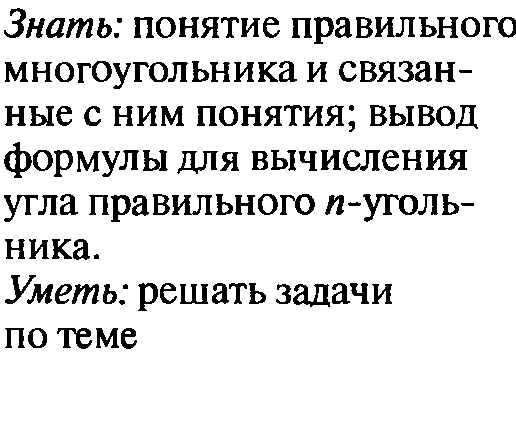 Знать: понятие правильного
многоугольника и связан-
ные с ним понятия; вывод
формулы для вычисления
угла правильного n-уголь-
ника.
Уметь: решать задачи
по теме